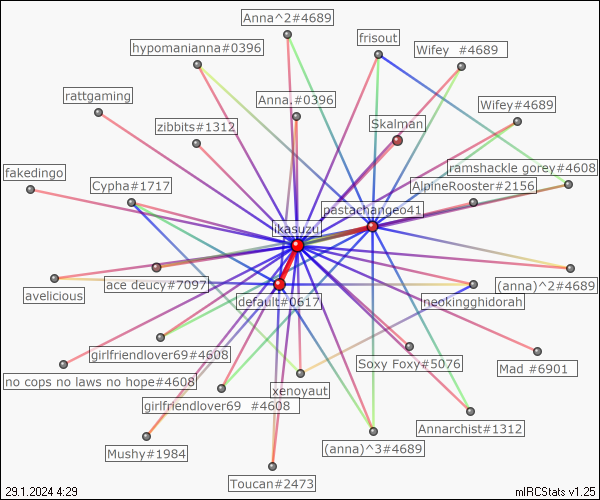 Anna^2#4689
frisout
hypomanianna#0396
Wifey  #4689
rattgaming
Anna.#0396
Wifey#4689
zibbits#1312
Skalman
fakedingo
ramshackle gorey#4608
Cypha#1717
AlpineRooster#2156
pastachangeo41
ikasuzu
ace deucy#7097
(anna)^2#4689
avelicious
default#0617
neokingghidorah
girlfriendlover69#4608
Soxy Foxy#5076
Mad #6901
no cops no laws no hope#4608
xenoyaut
girlfriendlover69  #4608
Annarchist#1312
Mushy#1984
(anna)^3#4689
Toucan#2473
29.1.2024 4:29
mIRCStats v1.25